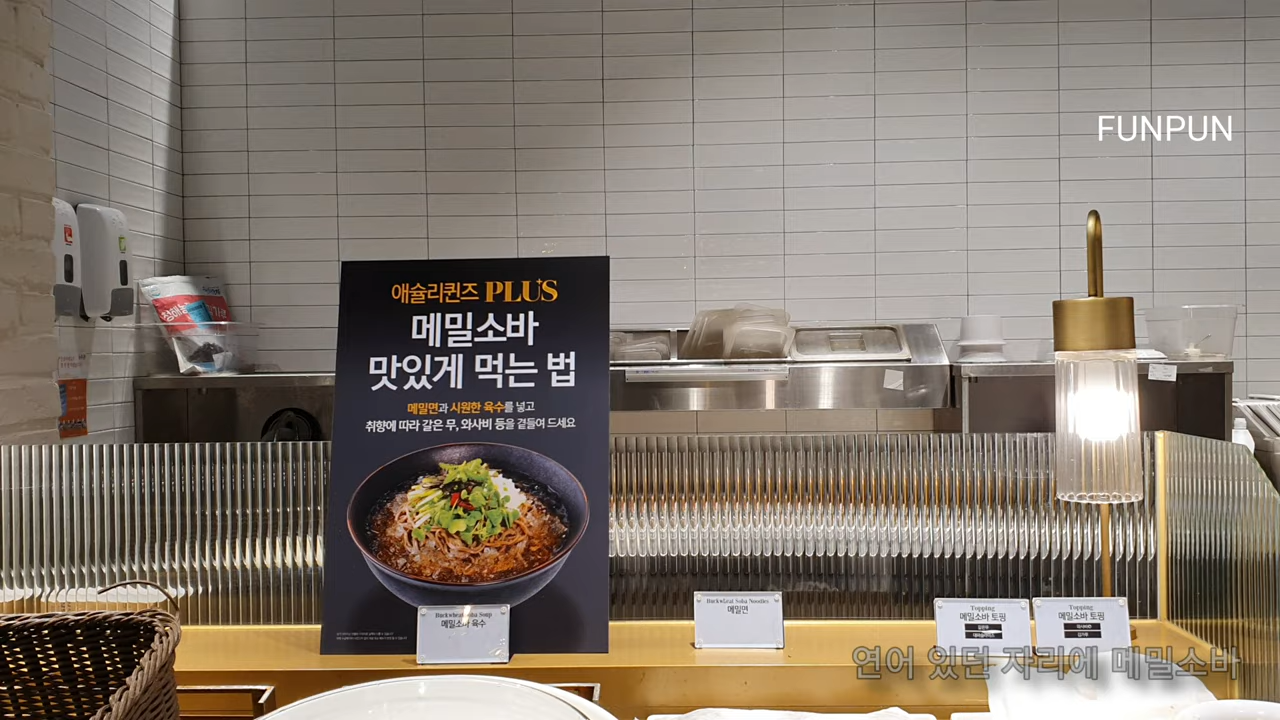 FUNPUN
애슐리퀸즈 PLUS
메밀소바
맛있게 먹는 법
메밀면과 시원한 육수를 넣고
취향에 따라 갈은 무, 와사비 등을 곁들여 드세요
Buckwheat Soba Soup
메밀소바 육수
Buckwheat Soba Noodles
메밀면
Topping
메밀소바 토핑
Topping
메밀소바 토핑
연어 있던 자리에 메밀소바